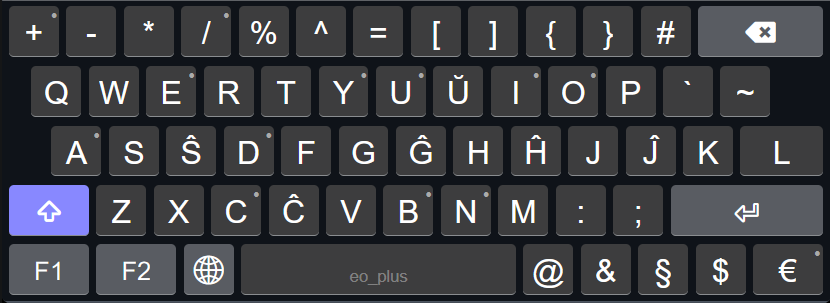 + - * / % ^ = [ ] { } #
Q W E R T Y U Ŭ I O P ` ~
A S Ŝ D F G Ĝ H Ĥ J Ĵ K L
Z X C Ĉ V B N M : ;
F1 F2 eo_plus @ & § $ €